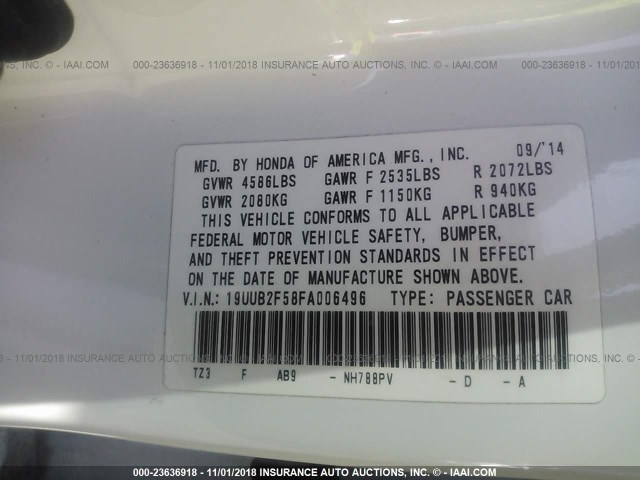 000-23636918 - 11/01/2018 INSURANCE AUTO AUCTIONS, INC. © - IAAI.COM
MFD. BY HONDA OF AMERICA MFG., INC. 09/'14
GVWR 4586LBS GAWR F 2535LBS R 2072LBS
GVWR 2080KG GAWR F 1150KG R 940KG
THIS VEHICLE CONFORMS TO ALL APPLICABLE
FEDERAL MOTOR VEHICLE SAFETY, BUMPER,
AND THEFT PREVENTION STANDARDS IN EFFECT
ON THE DATE OF MANUFACTURE SHOWN ABOVE.
V.I.N.: 19UUB2F58FA006496 TYPE: PASSENGER CAR
TZ3 F AB9 - NH788PV - D - A
000-23636918 - 11/01/2018 INSURANCE AUTO AUCTIONS, INC. © - IAAI.COM